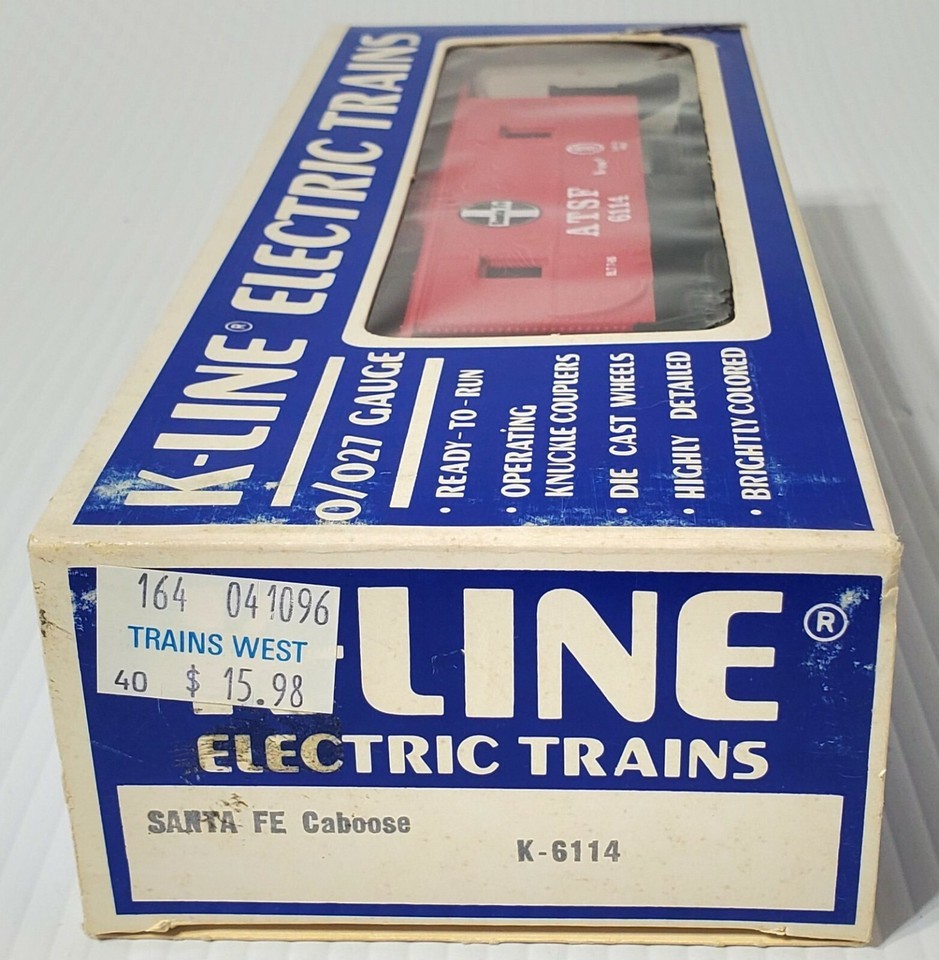 K-LINE® ELECTRIC TRAINS
O/O27 GAUGE
• READY-TO-RUN
• OPERATING
KNUCKLE COUPLERS
• DIE CAST WHEELS
• HIGHLY DETAILED
• BRIGHTLY COLORED
ATSF
6114
164 041096
TRAINS WEST
40 $ 15.98
K-LINE®
ELECTRIC TRAINS
SANTA FE Caboose
K-6114